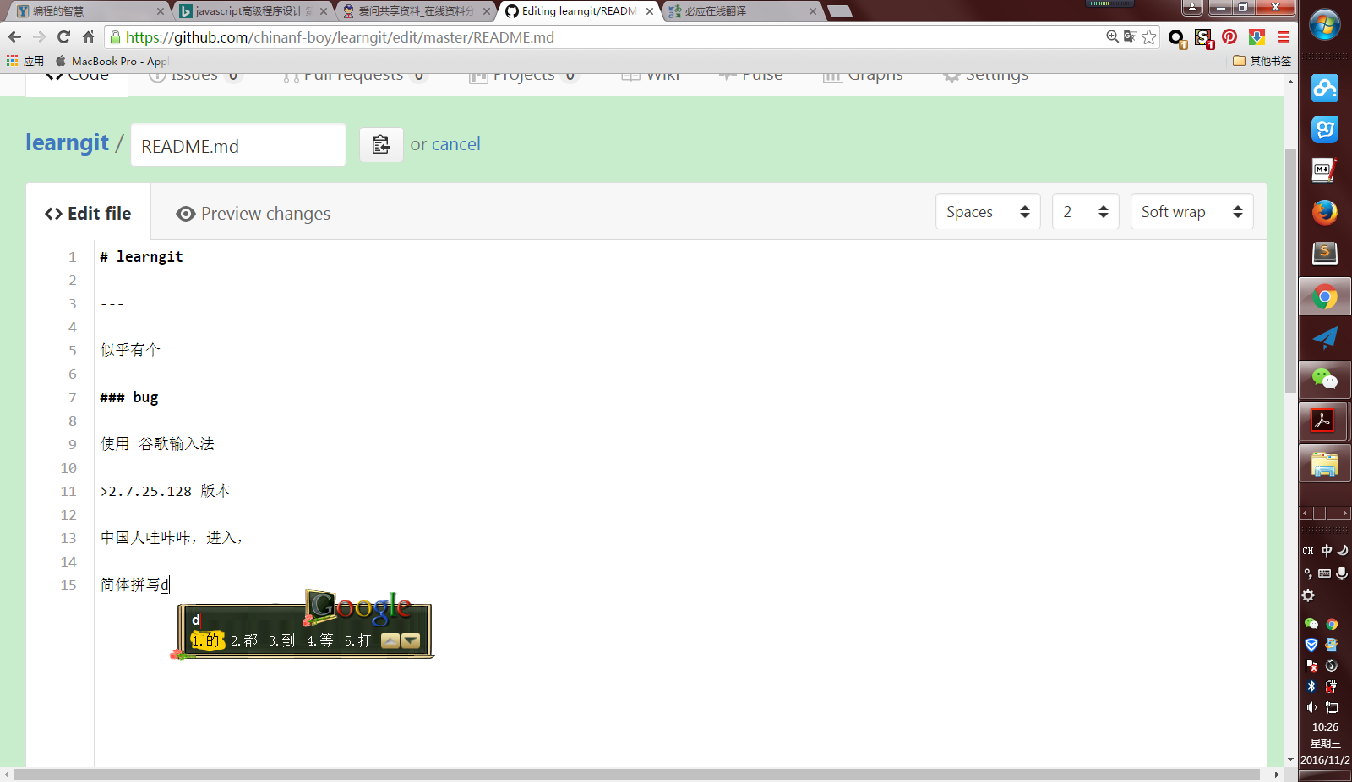 编程的智慧
javascript高级程序设计
爱问共享资料_在线资料分
Editing learngit/READM
必应在线翻译
https://github.com/chinanf-boy/learngit/edit/master/README.md
应用
MacBook Pro - Appl
其他书签
Code
Issues 0
Pull requests 0
Projects 0
Wiki
Pulse
Graphs
Settings
learngit / README.md or cancel
Edit file
Preview changes
Spaces
2
Soft wrap
1 # learngit
2
3 ---
4
5 似乎有个
6
7 ### bug
8
9 使用 谷歌输入法
10
11 >2.7.25.128 版本
12
13 中国人哇咔咔，进入，
14
15 简体拼写d
Google
d
1.的 2.都 3.到 4.等 5.打
CH 中
10:26
星期三
2016/11/2